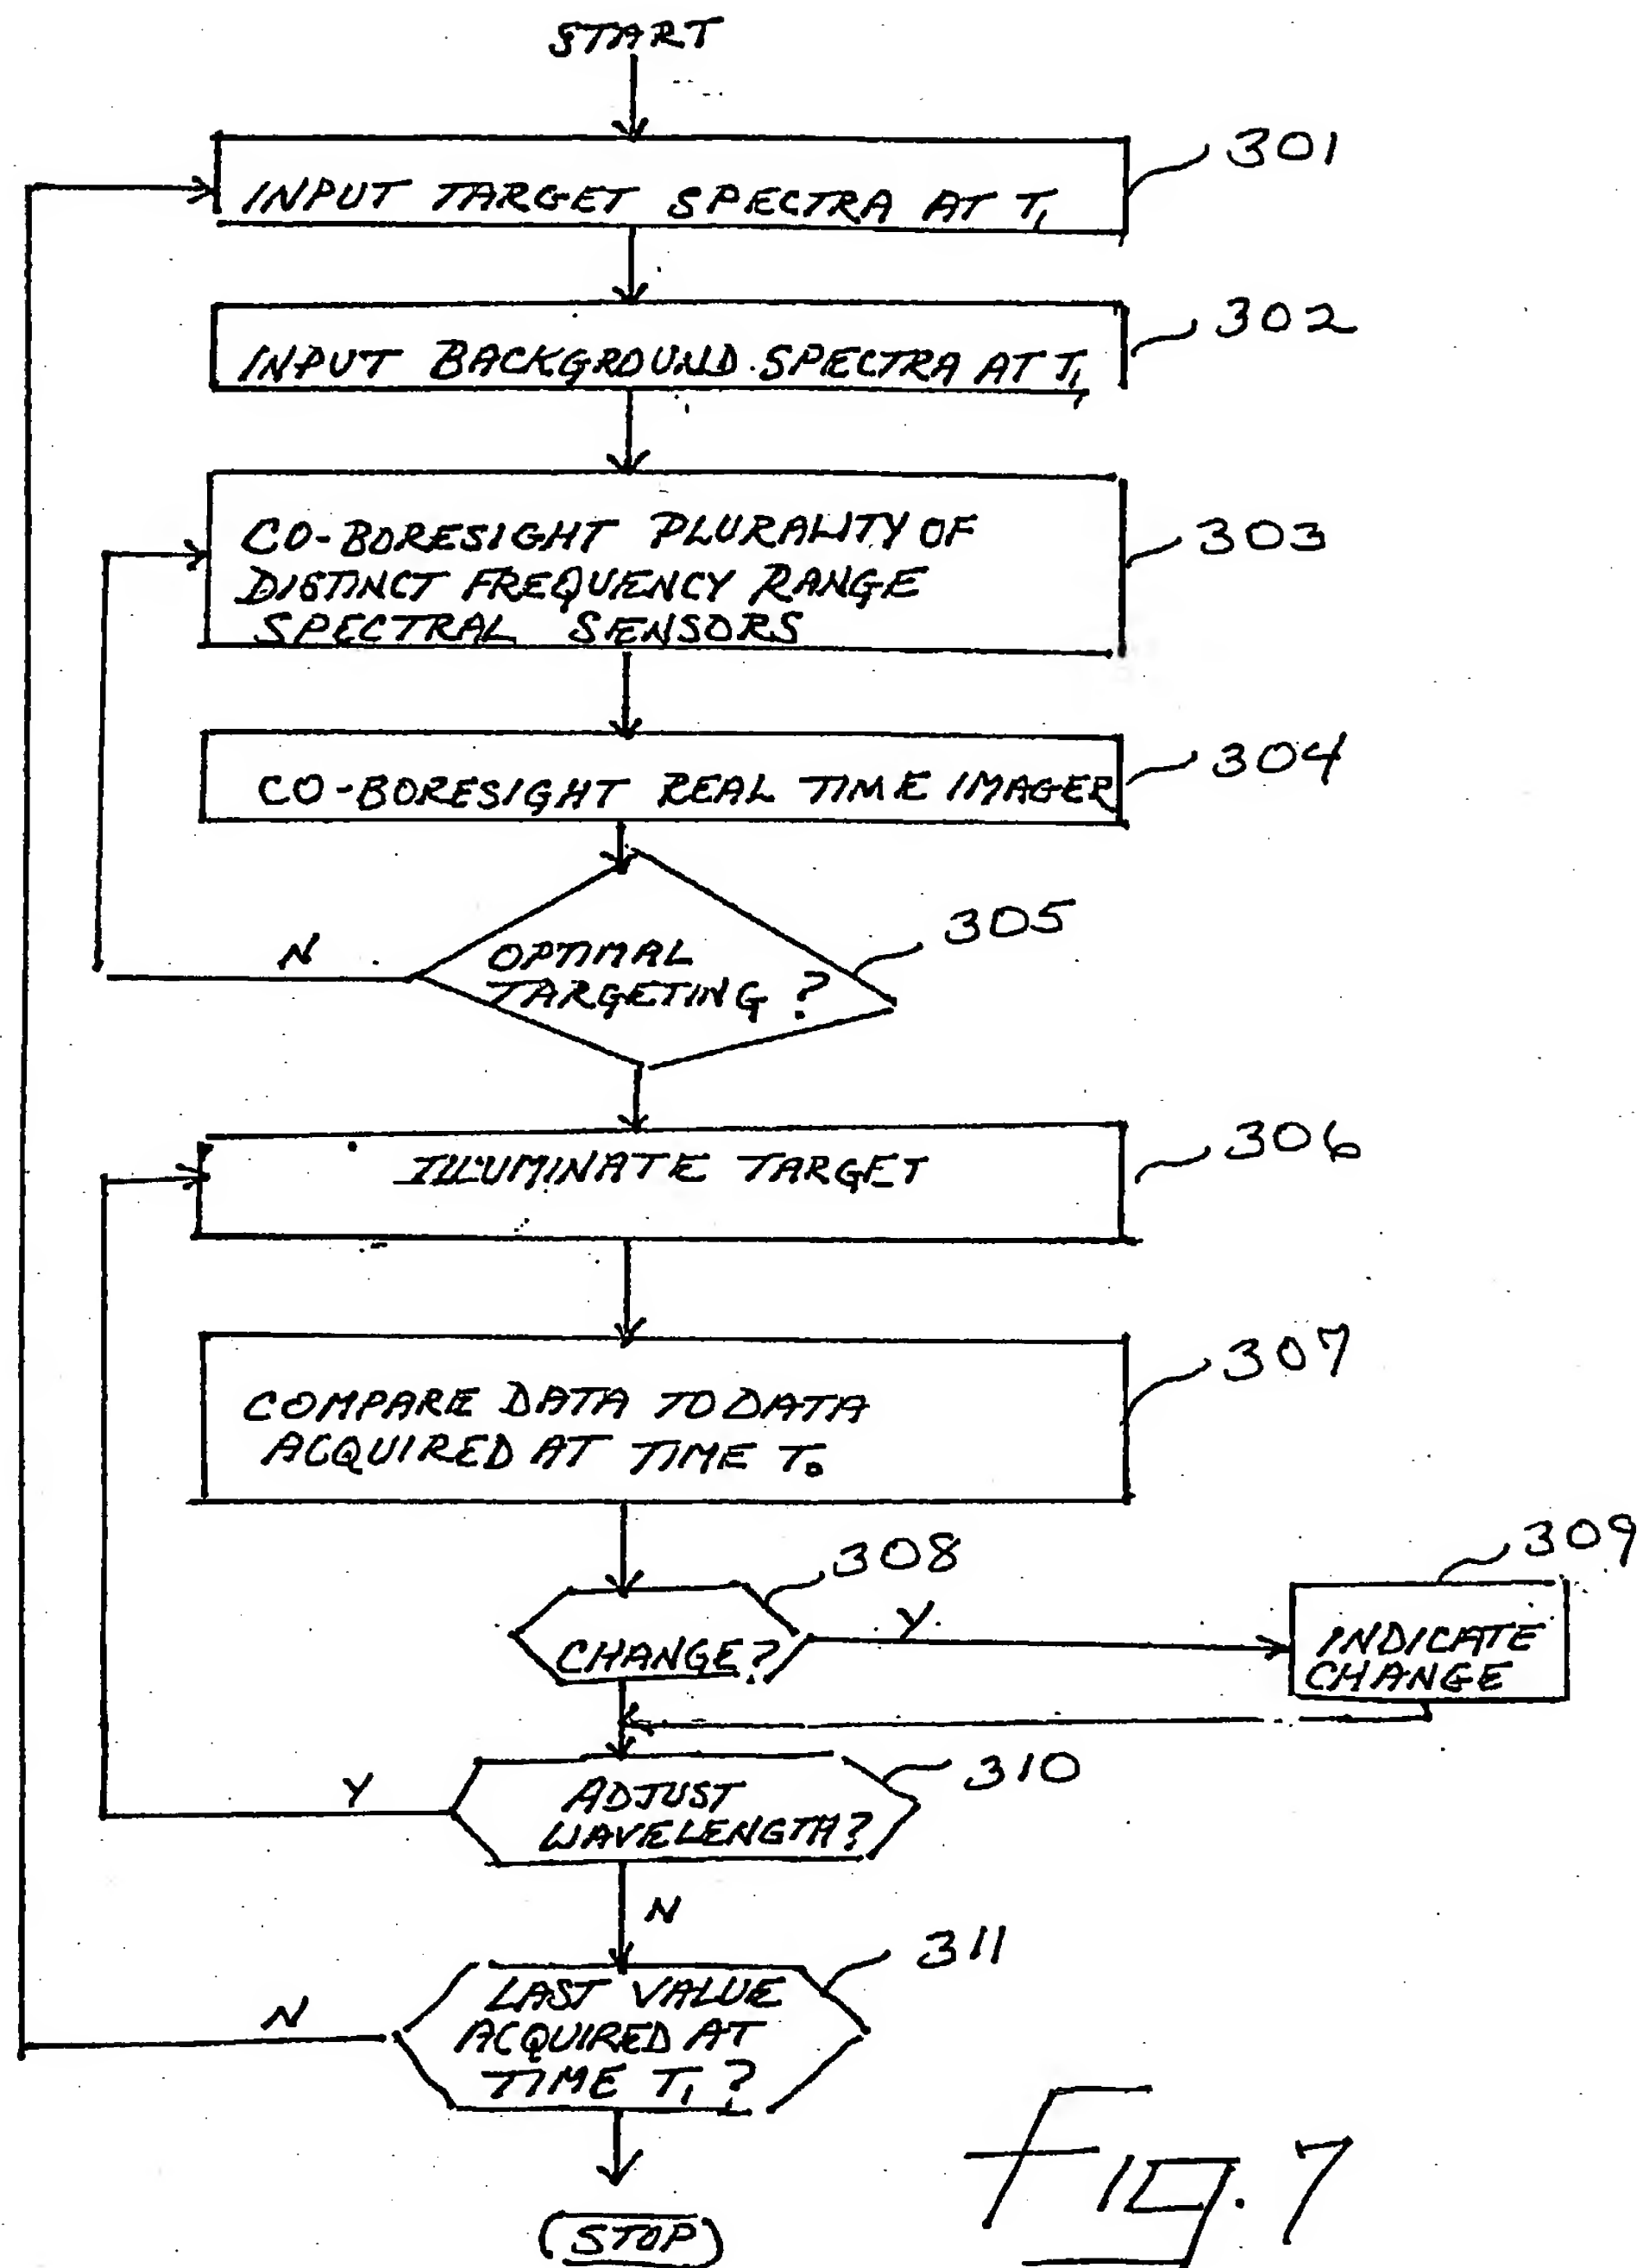 START
301
INPUT TARGET SPECTRA AT T₁
302
INPUT BACKGROUND SPECTRA AT T₁
CO-BORESIGHT PLURALITY OF
303
DISTINCT FREQUENCY RANGE
SPECTRAL SENSORS
304
CO-BORESIGHT REAL TIME IMAGER
305
N
OPTIMAL
TARGETING ?
306
ILLUMINATE TARGET
307
COMPARE DATA TO DATA
ACQUIRED AT TIME T₀
308
309
Y
CHANGE?
INDICATE
CHANGE
310
Y
ADJUST
WAVELENGTH?
N
311
N
LAST VALUE
ACQUIRED AT
TIME T₁ ?
Fig. 7
STOP